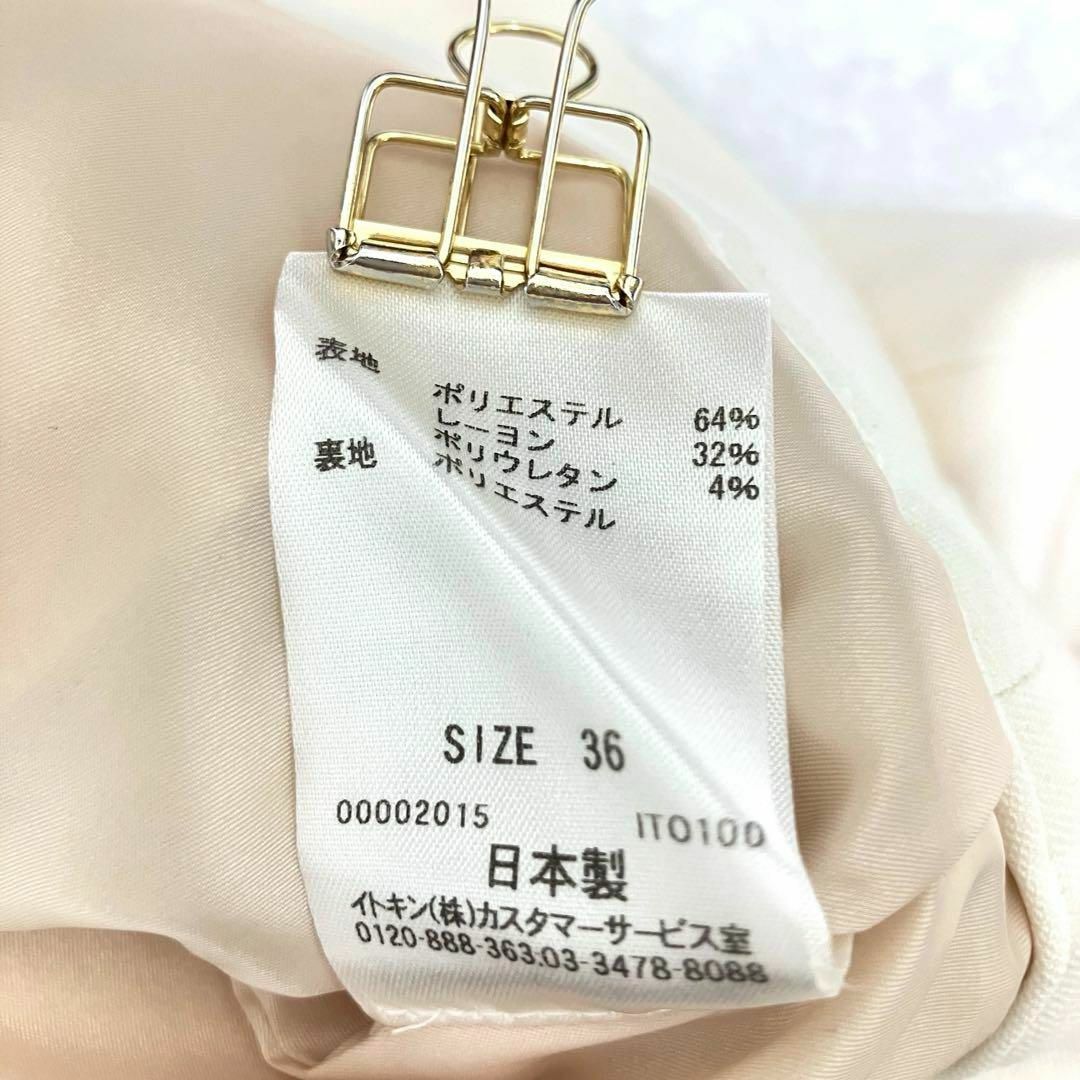 表地
ポリエステル 64%
レーヨン 32%
ポリウレタン 4%
裏地 ポリエステル
SIZE 36
00002015 ITO100
日本製
イトキン(株)カスタマーサービス室
0120-888-363.03-3478-8088